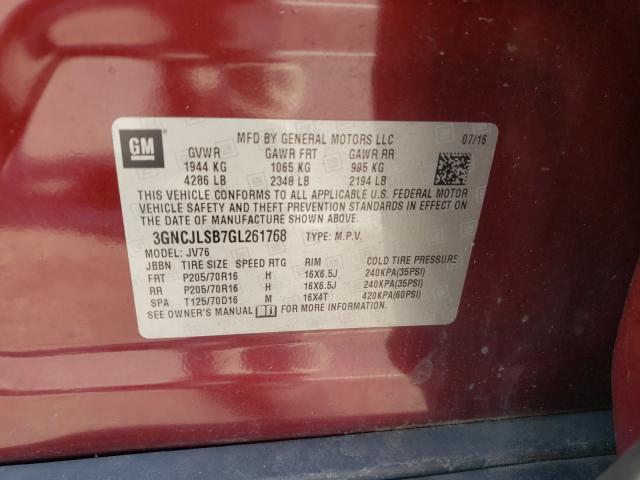 GM
MFD BY GENERAL MOTORS LLC 07/16
GVWR GAWR FRT GAWR RR
1944 KG 1065 KG 995 KG
4286 LB 2348 LB 2194 LB
THIS VEHICLE CONFORMS TO ALL APPLICABLE U.S. FEDERAL MOTOR
VEHICLE SAFETY AND THEFT PREVENTION STANDARDS IN EFFECT ON
THE DATE OF MANUFACTURE SHOWN ABOVE.
3GNCJLSB7GL261768 TYPE: M.P.V.
MODEL: JV76
JBBN TIRE SIZE SPEED RTG RIM COLD TIRE PRESSURE
FRT P205/70R16 H 16X6.5J 240KPA(35PSI)
RR P205/70R16 H 16X6.5J 240KPA(35PSI)
SPA T125/70D16 M 16X4T 420KPA(60PSI)
SEE OWNER'S MANUAL FOR MORE INFORMATION.